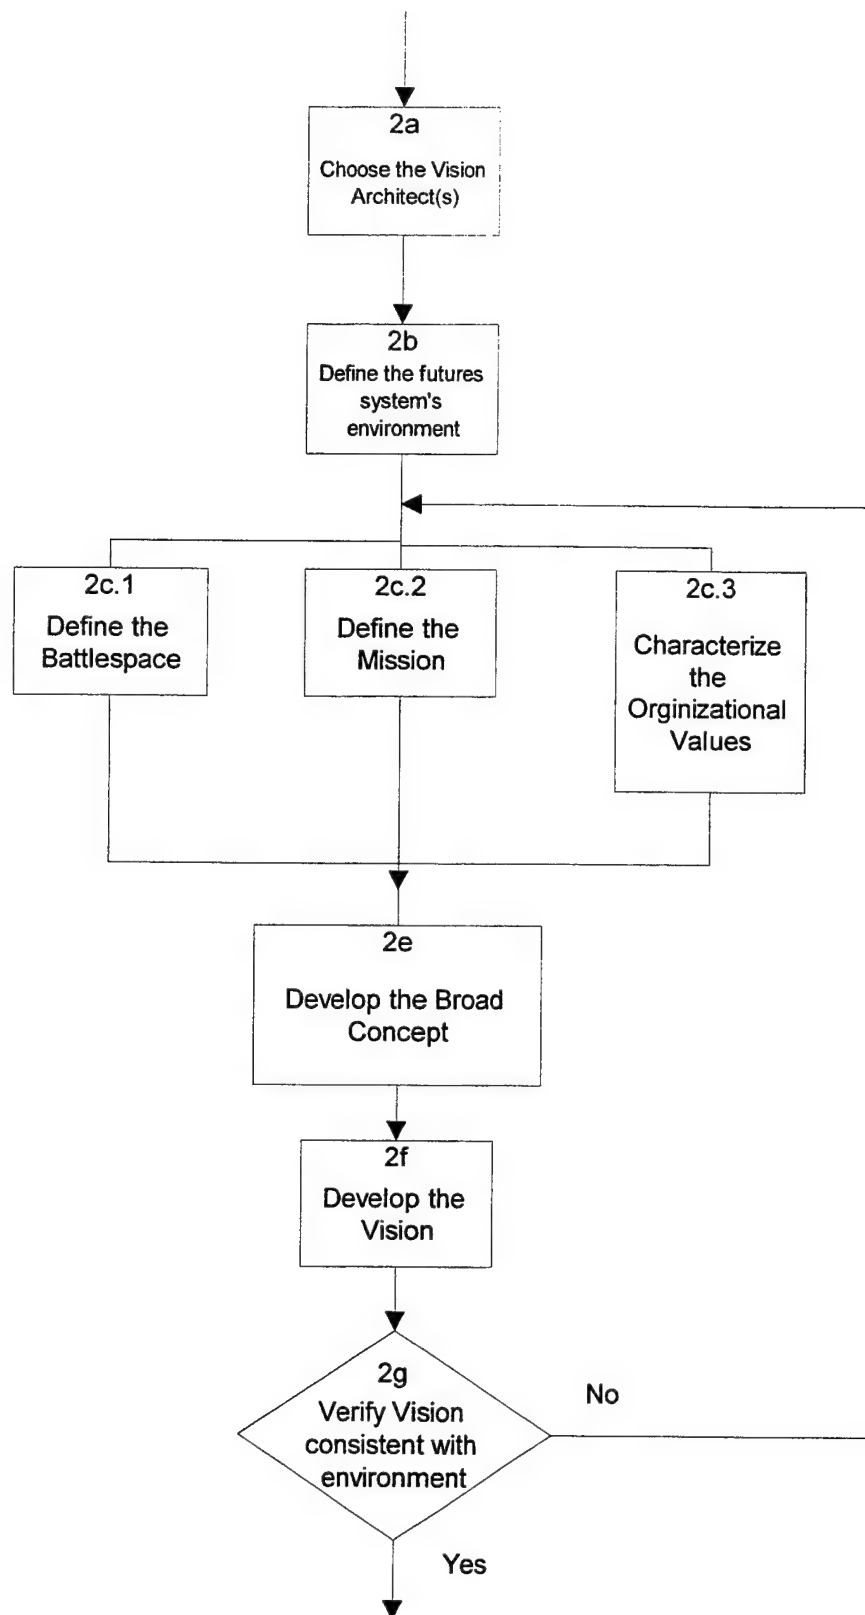 2a
Choose the Vision
Architect(s)
2b
Define the futures
system's
environment
2c.1
Define the
Battlespace
2c.2
Define the
Mission
2c.3
Characterize
the
Orginizational
Values
2e
Develop the Broad
Concept
2f
Develop the
Vision
2g
Verify Vision
consistent with
environment
No
Yes